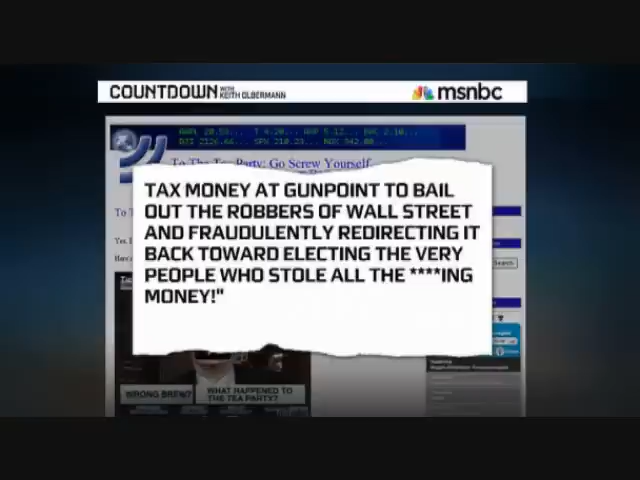 COUNTDOWN WITH KEITH OLBERMANN
msnbc
To The Tea Party: Go Screw Yourself
TAX MONEY AT GUNPOINT TO BAIL
OUT THE ROBBERS OF WALL STREET
AND FRAUDULENTLY REDIRECTING IT
BACK TOWARD ELECTING THE VERY
PEOPLE WHO STOLE ALL THE ****ING
MONEY!"
Search
WRONG BREW?
WHAT HAPPENED TO
THE TEA PARTY?